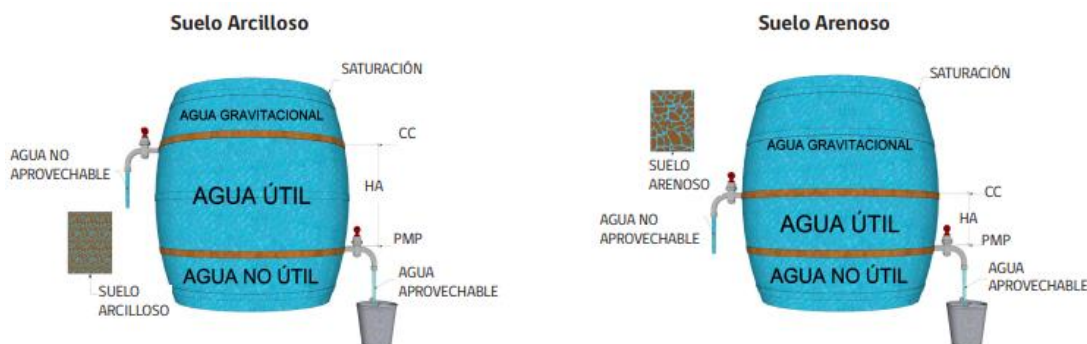 Suelo Arcilloso
SATURACIÓN
AGUA GRAVITACIONAL
CC
AGUA NO
APROVECHABLE
HA
AGUA ÚTIL
PMP
AGUA NO ÚTIL
AGUA
APROVECHABLE
SUELO
ARCILLOSO
Suelo Arenoso
SATURACIÓN
AGUA GRAVITACIONAL
SUELO
ARENOSO
CC
AGUA NO
APROVECHABLE
HA
AGUA ÚTIL
PMP
AGUA NO ÚTIL
AGUA
APROVECHABLE